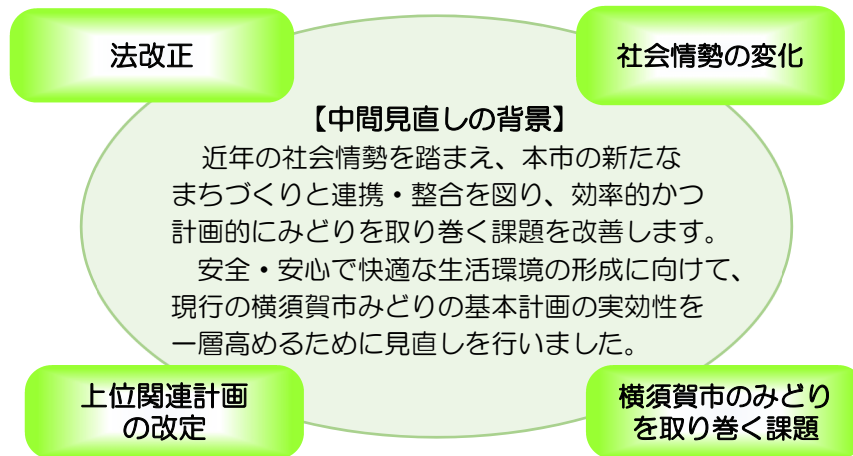 法改正
社会情勢の変化
【中間見直しの背景】
近年の社会情勢を踏まえ、本市の新たな
まちづくりと連携・整合を図り、効率的かつ
計画的にみどりを取り巻く課題を改善します。
安全・安心で快適な生活環境の形成に向けて、
現行の横須賀市みどりの基本計画の実効性を
一層高めるために見直しを行いました。
上位関連計画
の改定
横須賀市のみどり
を取り巻く課題